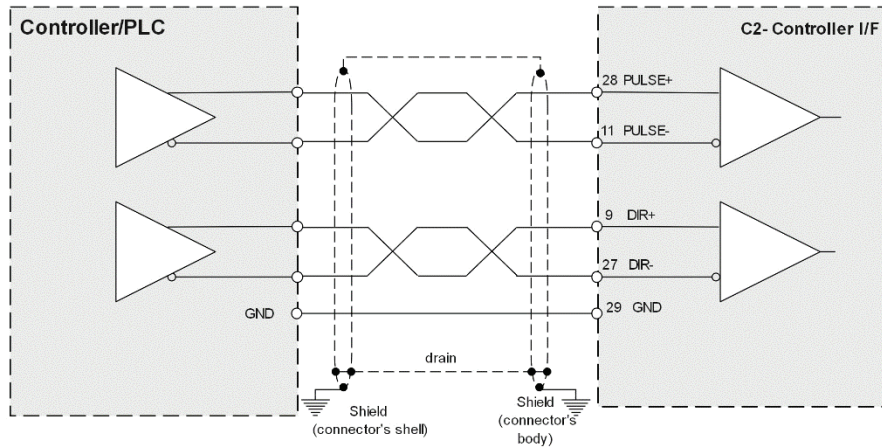 Controller/PLC
C2- Controller I/F
28 PULSE+
11 PULSE-
9 DIR+
27 DIR-
GND
29 GND
drain
Shield
(connector's shell)
Shield
(connector's
body)